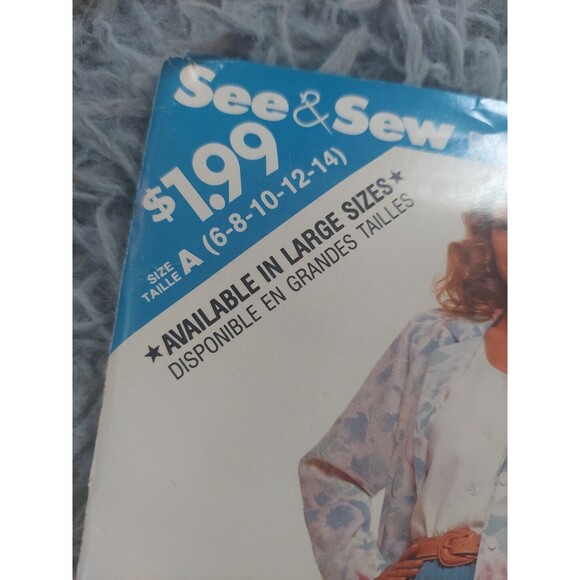 See & Sew
$1.99
SIZE
TAILLE A (6-8-10-12-14)
★AVAILABLE IN LARGE SIZES★
DISPONIBLE EN GRANDES TAILLES